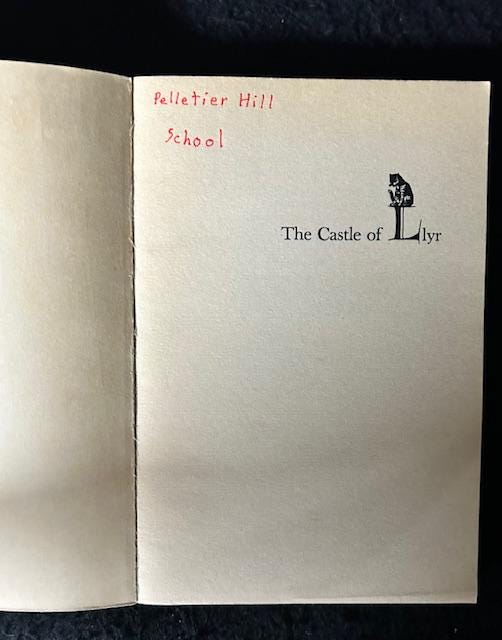 Pelletier Hill
School
The Castle of Llyr